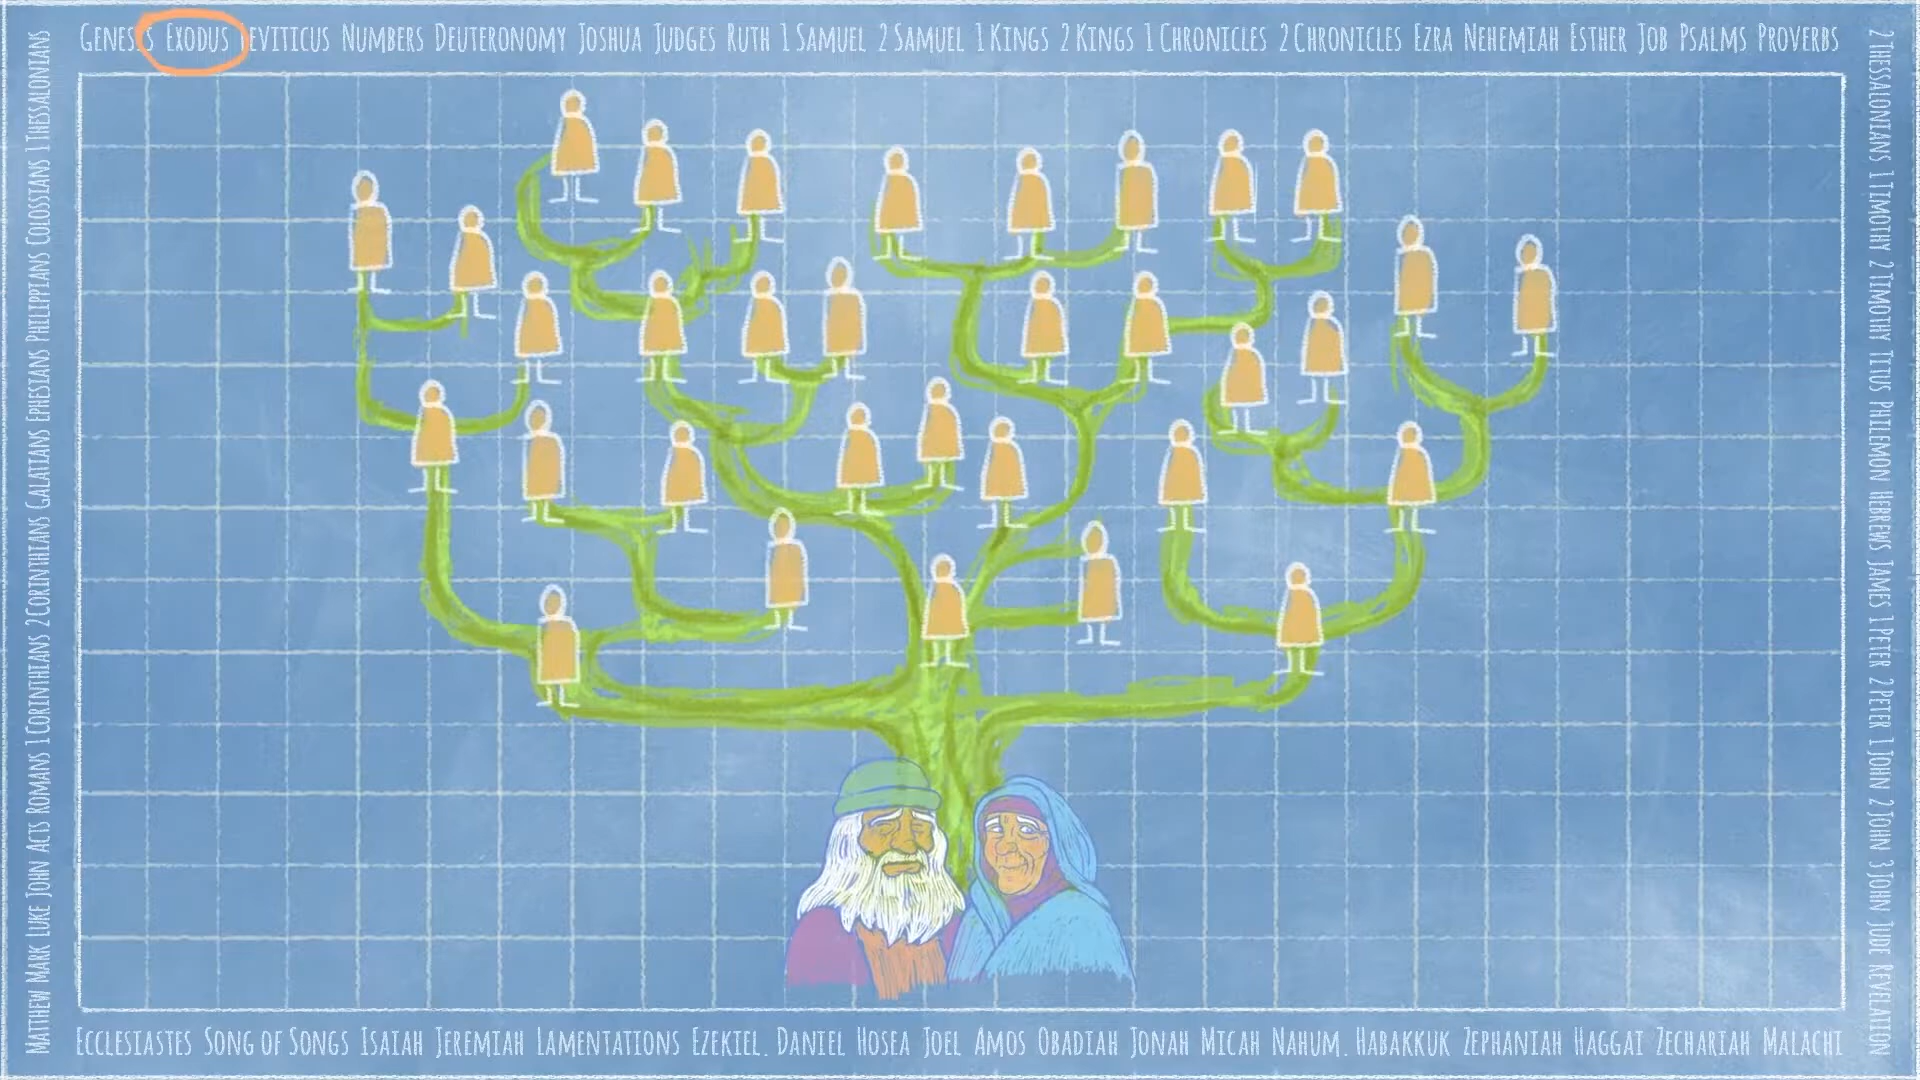 Genesis Exodus Leviticus Numbers Deuteronomy Joshua Judges Ruth 1 Samuel 2 Samuel 1 Kings 2 Kings 1 Chronicles 2 Chronicles Ezra Nehemiah Esther Job Psalms Proverbs
Ecclesiastes Song of Songs Isaiah Jeremiah Lamentations Ezekiel. Daniel Hosea Joel Amos Obadiah Jonah Micah Nahum. Habakkuk Zephaniah Haggai Zechariah Malachi
Matthew Mark Luke John Acts Romans 1 Corinthians 2 Corinthians Galatians Ephesians Philippians Colossians 1 Thessalonians
2 Thessalonians 1 Timothy 2 Timothy Titus Philemon Hebrews James 1 Peter 2 Peter 1 John 2 John 3 John Jude Revelation